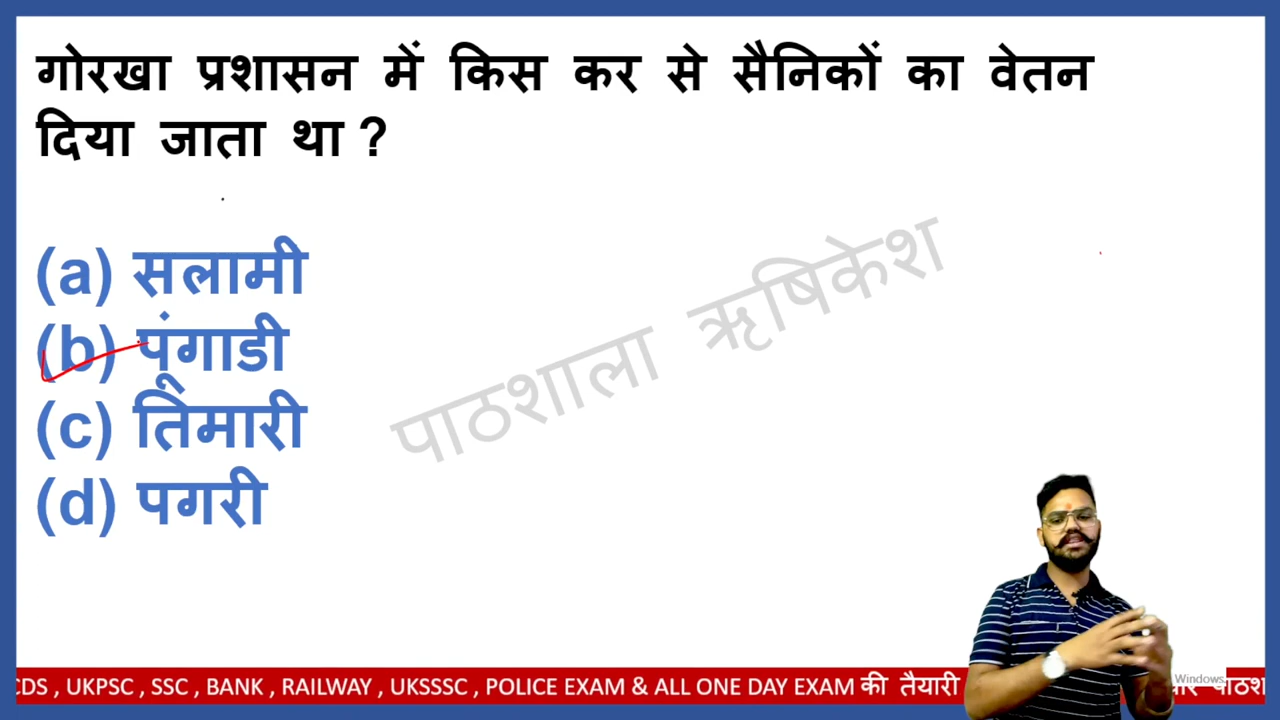 गोरखा प्रशासन में किस कर से सैनिकों का वेतन
दिया जाता था ?
(a) सलामी
(b) पूंगाडी
(c) तिमारी
(d) पगरी
पाठशाला ऋषिकेश
CDS , UKPSC , SSC , BANK , RAILWAY , UKSSSC , POLICE EXAM & ALL ONE DAY EXAM की तैयारी
Windows.